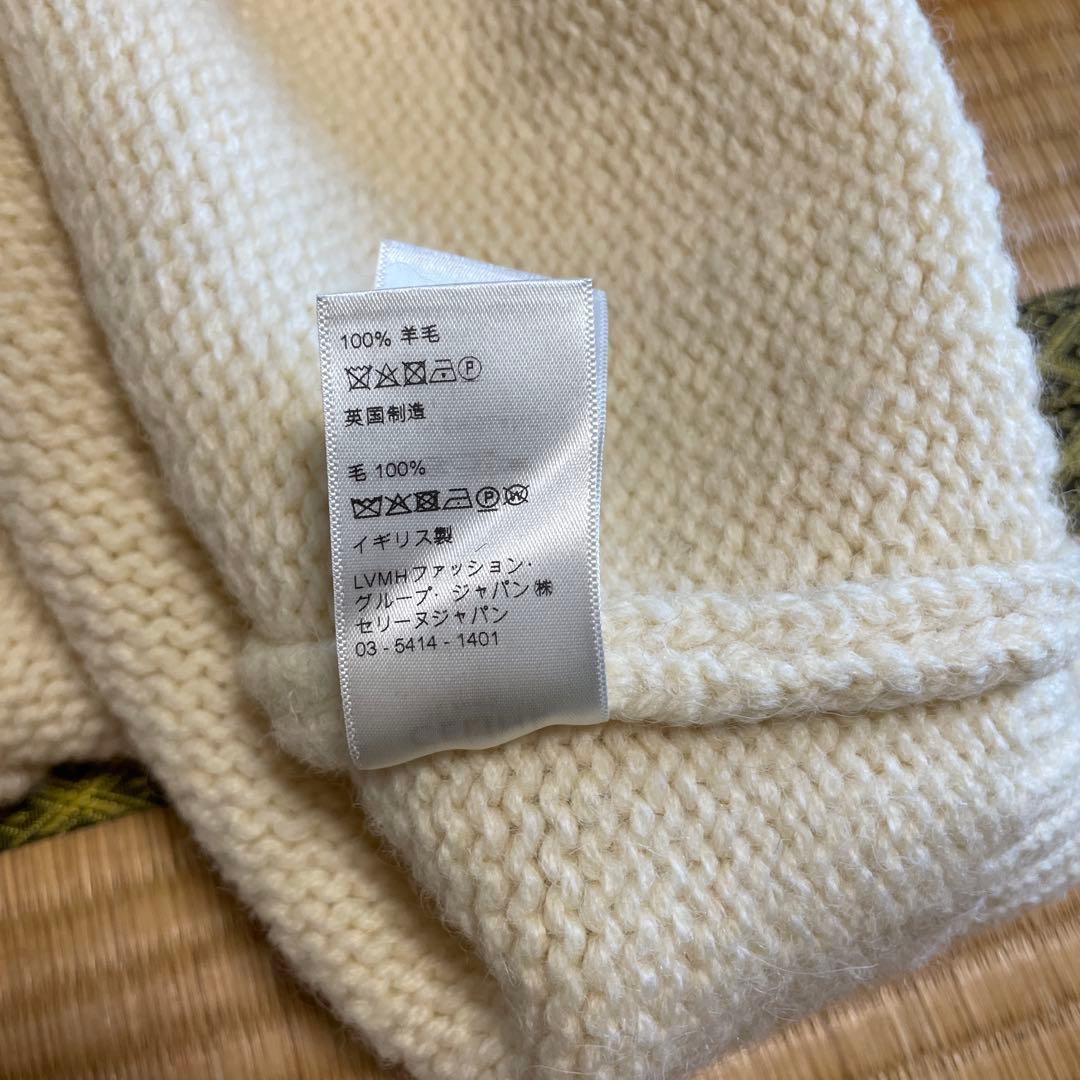 100% 羊毛
P
英国制造
毛 100%
P W
イギリス製
LVMHファッション・
グループ・ジャパン㈱
セリーヌジャパン
03 - 5414 - 1401